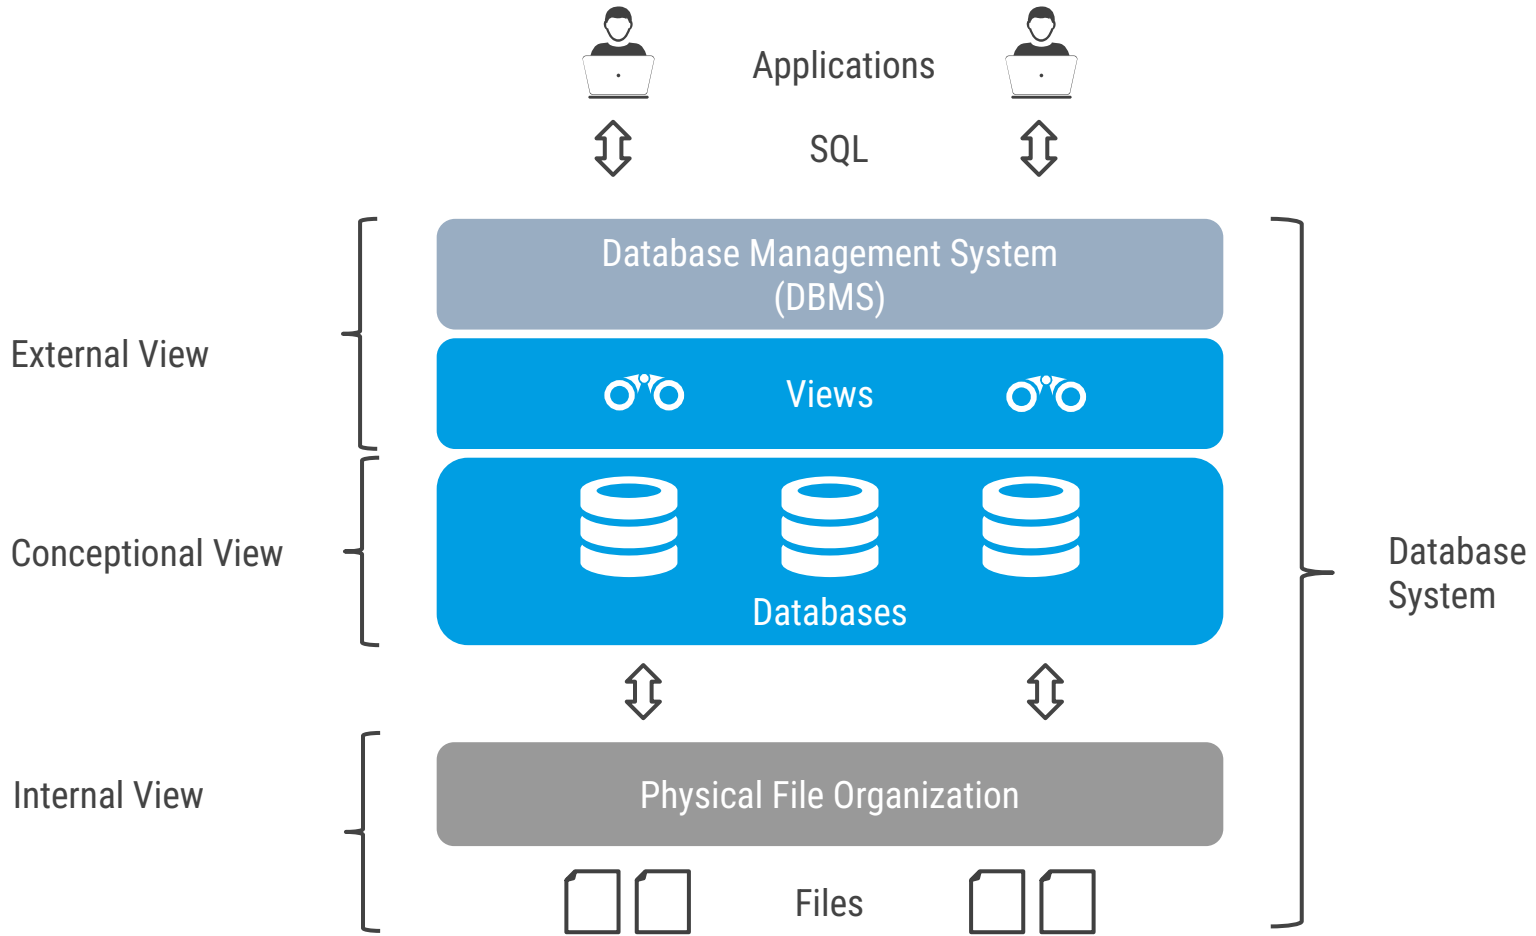 Applications
SQL
Database Management System
(DBMS)
External View
Views
Conceptional View
Databases
Database
System
Internal View
Physical File Organization
Files